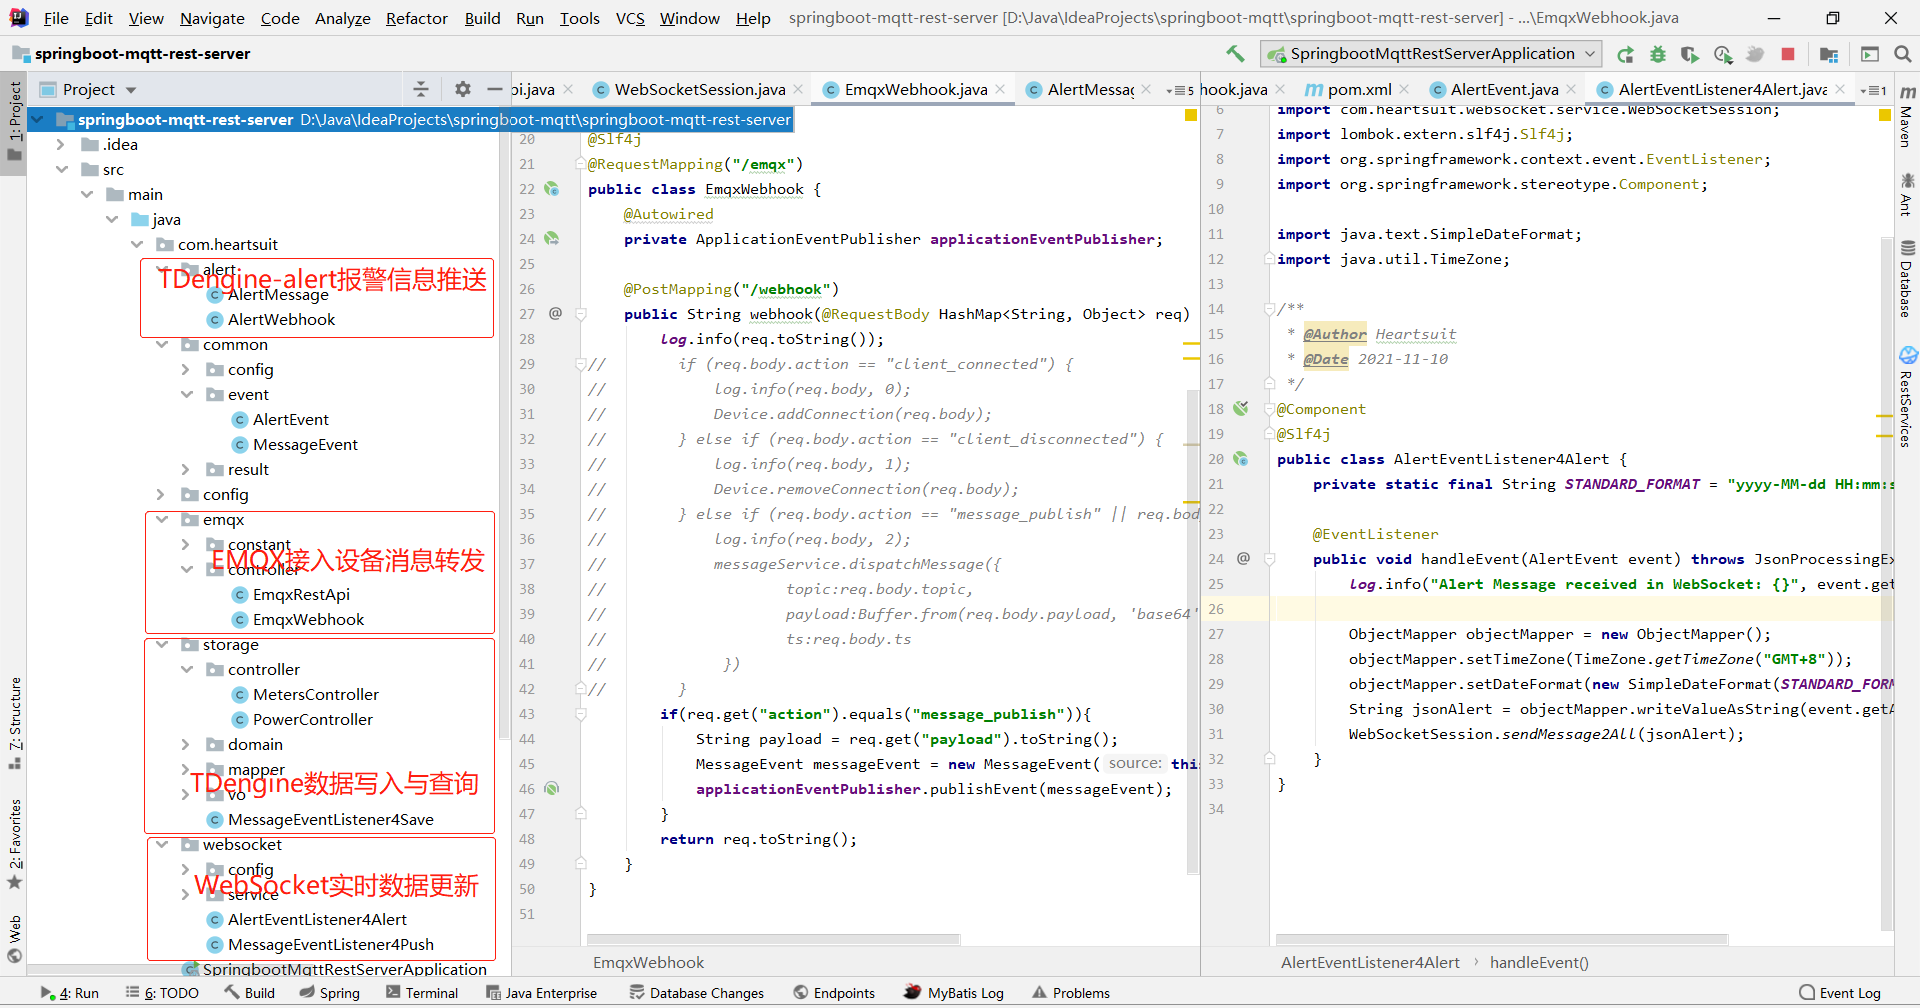 File Edit View Navigate Code Analyze Refactor Build Run Tools VCS Window Help springboot-mqtt-rest-server [D:\Java\IdeaProjects\springboot-mqtt\springboot-mqtt-rest-server] - ...\EmqxWebhook.java
springboot-mqtt-rest-server
SpringbootMqttRestServerApplication
Project
pi.java
WebSocketSession.java
EmqxWebhook.java
AlertMessag
5
hook.java
pom.xml
AlertEvent.java
AlertEventListener4Alert.java
1
1: Project
7: Structure
2: Favorites
Web
springboot-mqtt-rest-server D:\Java\IdeaProjects\springboot-mqtt\springboot-mqtt-rest-server
.idea
src
main
java
com.heartsuit
alert
TDengine-alert报警信息推送
AlertMessage
AlertWebhook
common
config
event
AlertEvent
MessageEvent
result
config
emqx
constant
EMQX接入设备消息转发
controller
EmqxRestApi
EmqxWebhook
storage
controller
MetersController
PowerController
domain
mapper
TDengine数据写入与查询
vo
MessageEventListener4Save
websocket
config
WebSocket实时数据更新
service
AlertEventListener4Alert
MessageEventListener4Push
SpringbootMqttRestServerApplication
20 @Slf4j
21 @RequestMapping("/emqx")
22 public class EmqxWebhook {
23 @Autowired
24 private ApplicationEventPublisher applicationEventPublisher;
25
26 @PostMapping("/webhook")
27 @ public String webhook(@RequestBody HashMap<String, Object> req)
28 log.info(req.toString());
29 // if (req.body.action == "client_connected") {
30 // log.info(req.body, 0);
31 // Device.addConnection(req.body);
32 // } else if (req.body.action == "client_disconnected") {
33 // log.info(req.body, 1);
34 // Device.removeConnection(req.body);
35 // } else if (req.body.action == "message_publish" || req.bod
36 // log.info(req.body, 2);
37 // messageService.dispatchMessage({
38 // topic:req.body.topic,
39 // payload:Buffer.from(req.body.payload, 'base64'
40 // ts:req.body.ts
41 // })
42 // }
43 if(req.get("action").equals("message_publish")){
44 String payload = req.get("payload").toString();
45 MessageEvent messageEvent = new MessageEvent( source: this
46 applicationEventPublisher.publishEvent(messageEvent);
47 }
48 return req.toString();
49 }
50 }
51
EmqxWebhook
6 import com.heartsuit.websocket.service.WebSocketSession;
7 import lombok.extern.slf4j.Slf4j;
8 import org.springframework.context.event.EventListener;
9 import org.springframework.stereotype.Component;
10
11 import java.text.SimpleDateFormat;
12 import java.util.TimeZone;
13
14 /**
15 * @Author Heartsuit
16 * @Date 2021-11-10
17 */
18 @Component
19 @Slf4j
20 public class AlertEventListener4Alert {
21 private static final String STANDARD_FORMAT = "yyyy-MM-dd HH:mm:s
22
23 @EventListener
24 @ public void handleEvent(AlertEvent event) throws JsonProcessingEx
25 log.info("Alert Message received in WebSocket: {}", event.get
26
27 ObjectMapper objectMapper = new ObjectMapper();
28 objectMapper.setTimeZone(TimeZone.getTimeZone("GMT+8"));
29 objectMapper.setDateFormat(new SimpleDateFormat(STANDARD_FORM
30 String jsonAlert = objectMapper.writeValueAsString(event.getA
31 WebSocketSession.sendMessage2All(jsonAlert);
32 }
33 }
34
AlertEventListener4Alert › handleEvent()
Maven
Ant
Database
RestServices
4: Run 6: TODO Build Spring Terminal Java Enterprise Database Changes Endpoints MyBatis Log Problems Event Log